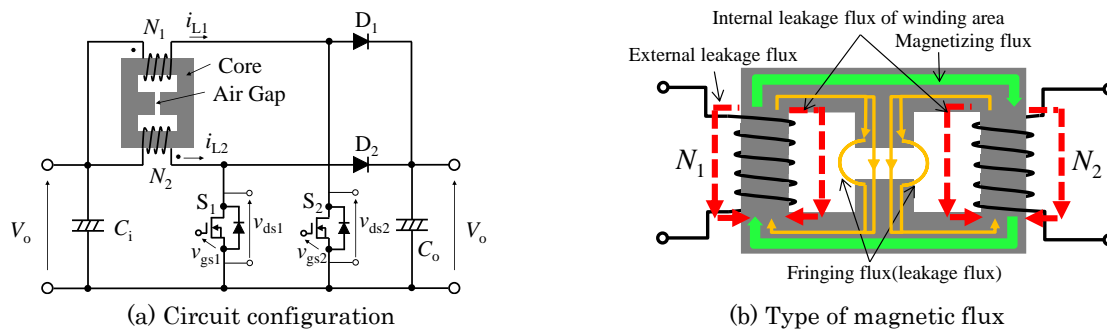 N1
iL1
D1
Core
Air Gap
N2
iL2
D2
S1
S2
Vo
Ci
vgs1
vds1
vgs2
vds2
Co
Vo
(a) Circuit configuration
Internal leakage flux of winding area
External leakage flux
Magnetizing flux
N1
N2
Fringing flux(leakage flux)
(b) Type of magnetic flux